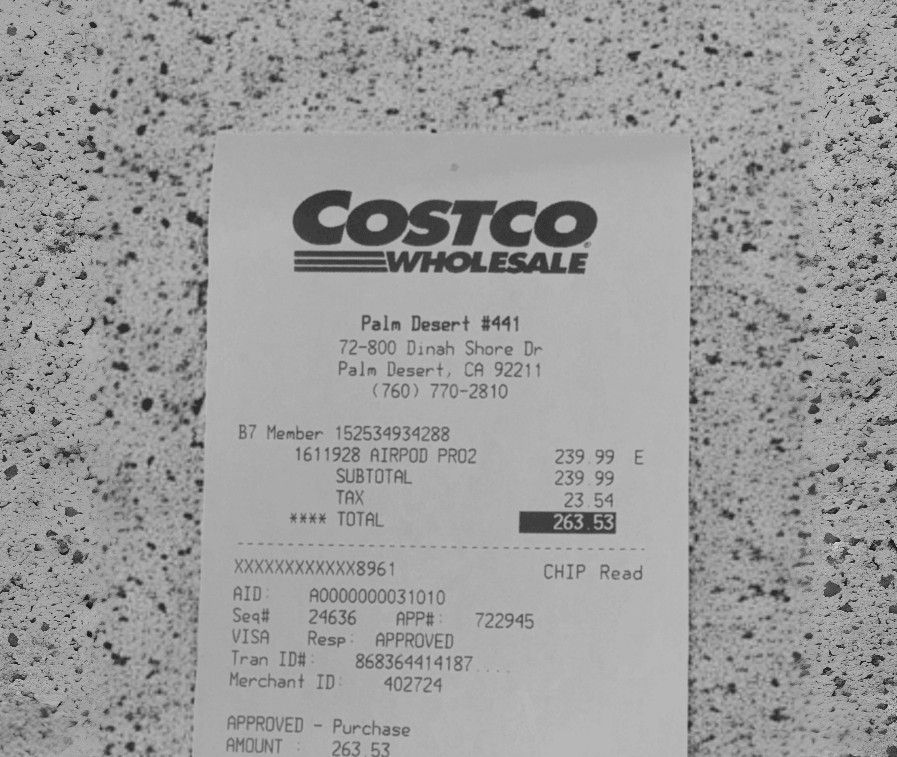 COSTCO
WHOLESALE
Palm Desert #441
72-800 Dinah Shore Dr
Palm Desert, CA 92211
(760) 770-2810
B7 Member 152534934288
1611928 AIRPOD PRO2 239.99 E
SUBTOTAL 239.99
TAX 23.54
**** TOTAL 263.53
XXXXXXXXXXXX8961 CHIP Read
AID: A0000000031010
Seq# 24636 APP#: 722945
VISA Resp: APPROVED
Tran ID#: 868364414187....
Merchant ID: 402724
APPROVED - Purchase
AMOUNT : 263.53